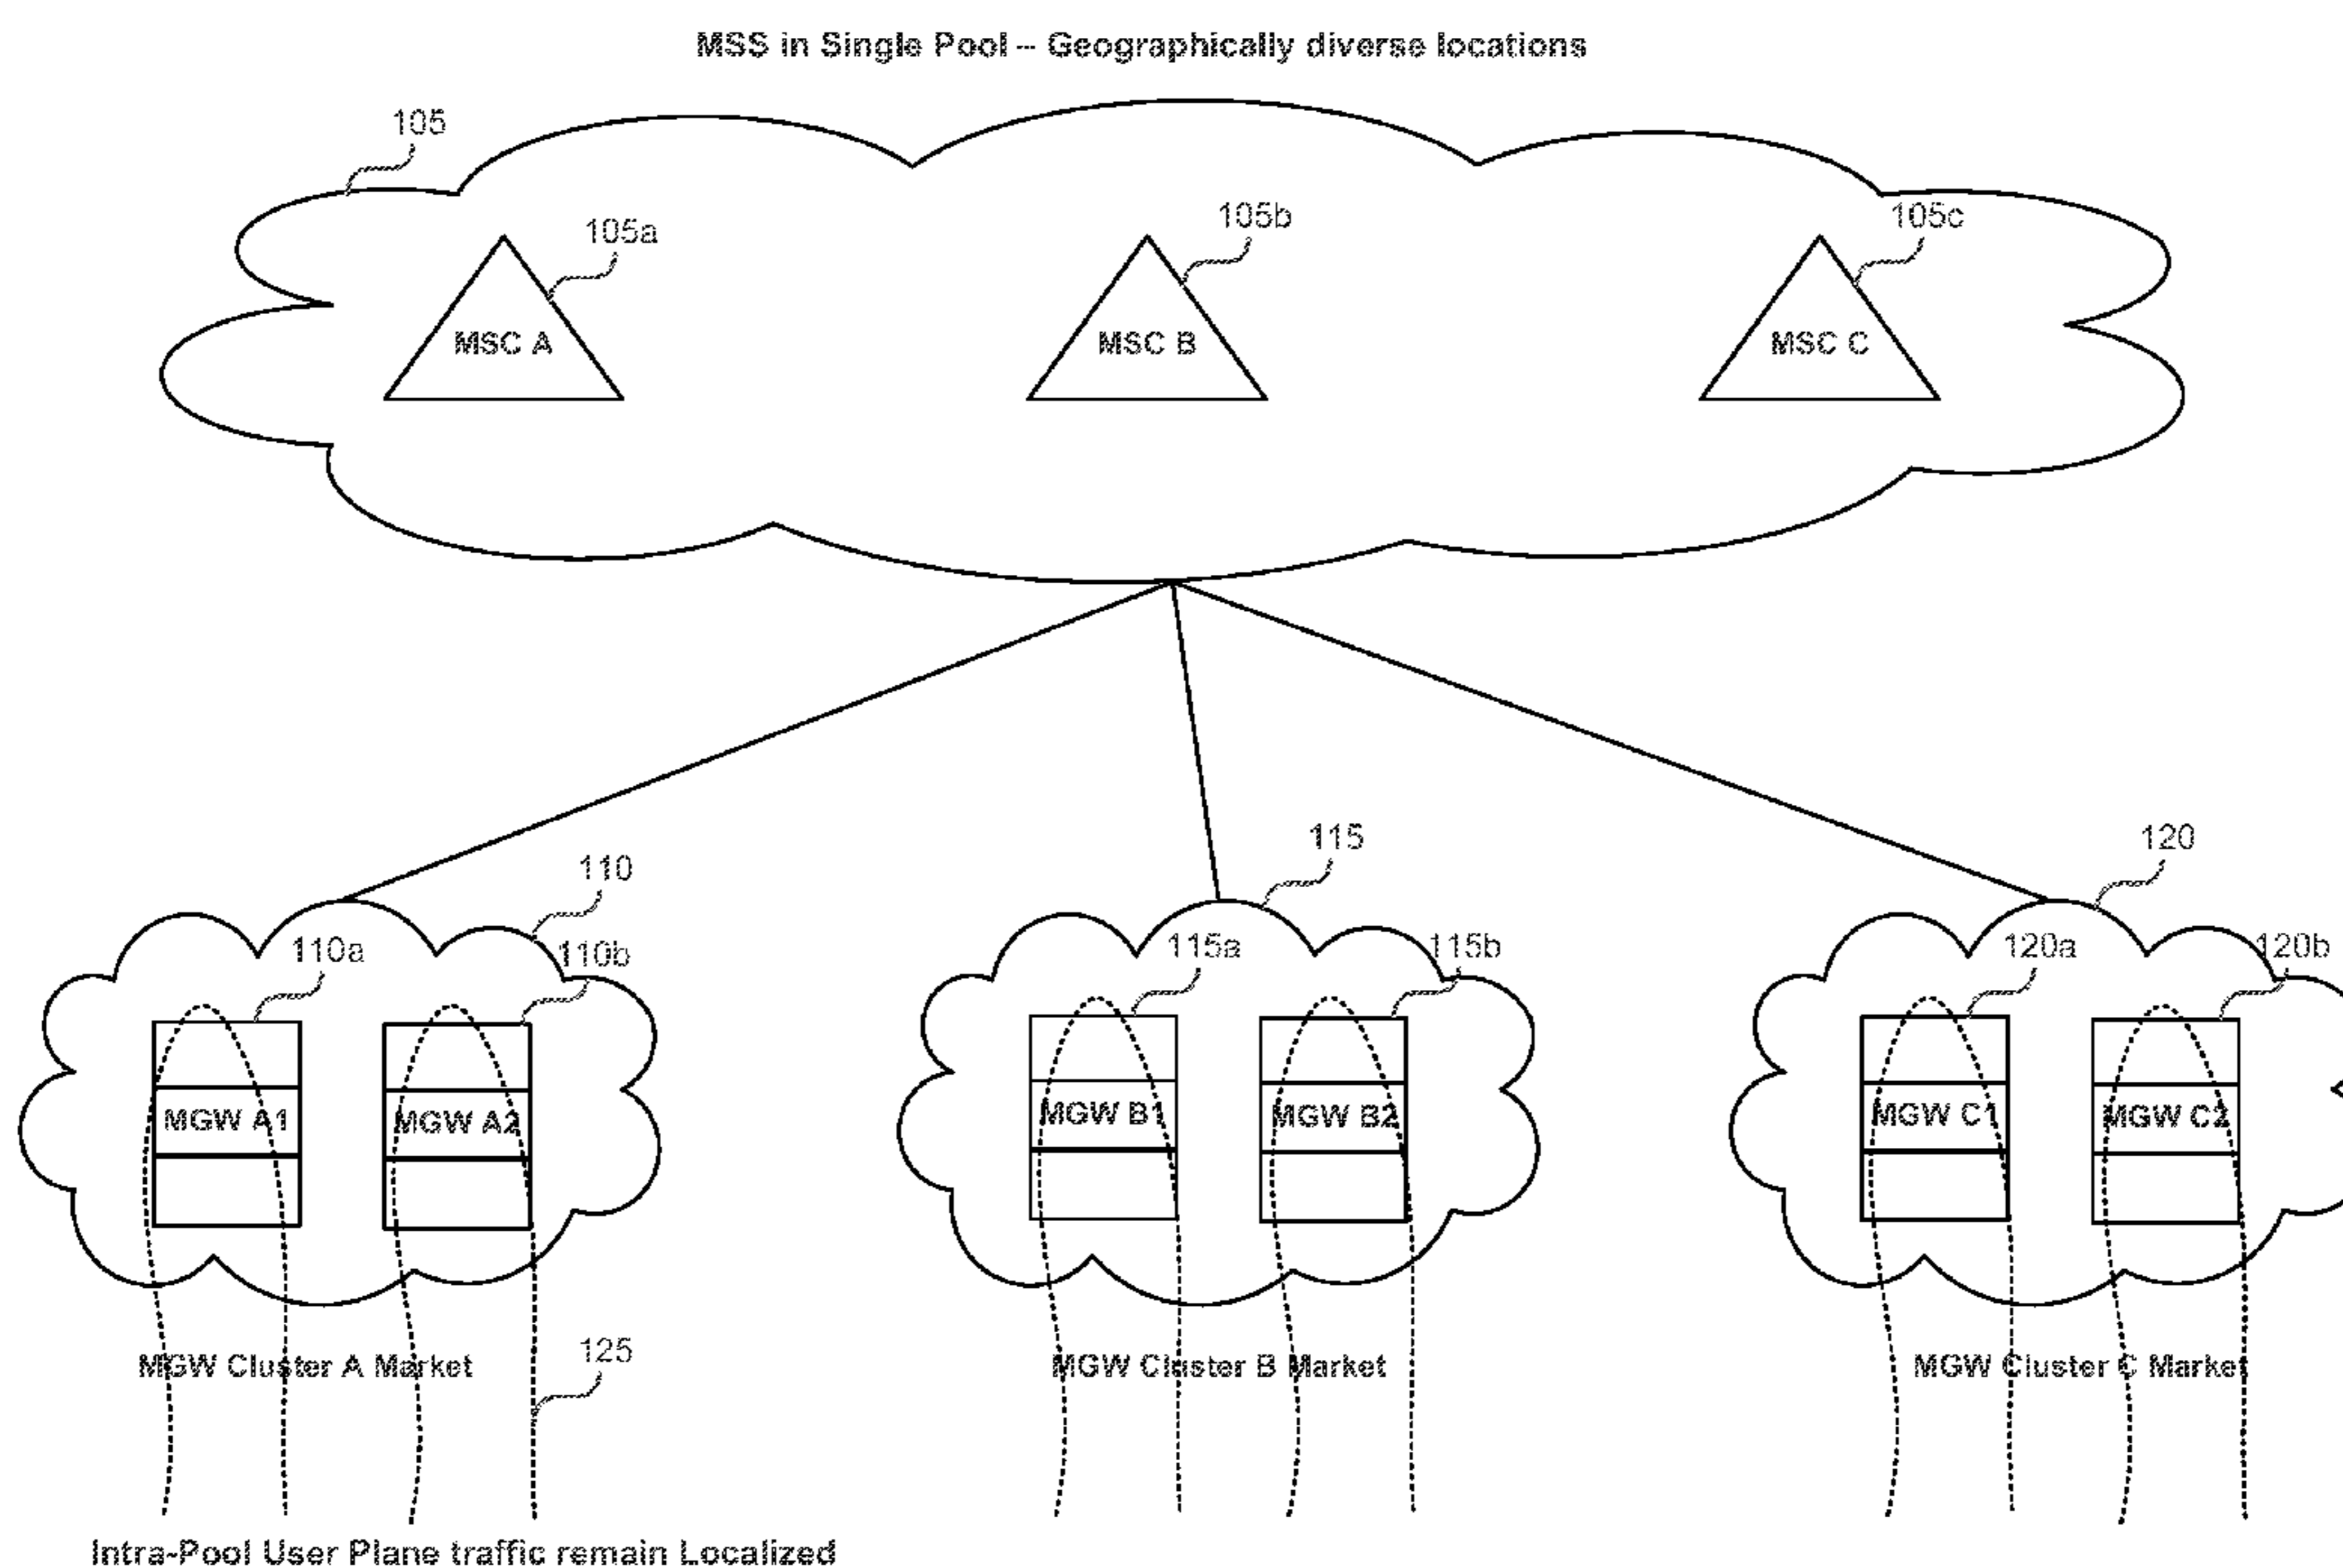 MSS in Single Pool -- Geographically diverse locations
105
105a
105b
105c
MSC A
MSC B
MSC C
110
115
120
110a
110b
115a
115b
120a
120b
MGW A1
MGW A2
MGW B1
MGW B2
MGW C1
MGW C2
125
MGW Cluster A Market
MGW Cluster B Market
MGW Cluster C Market
Intra-Pool User Plane traffic remain Localized